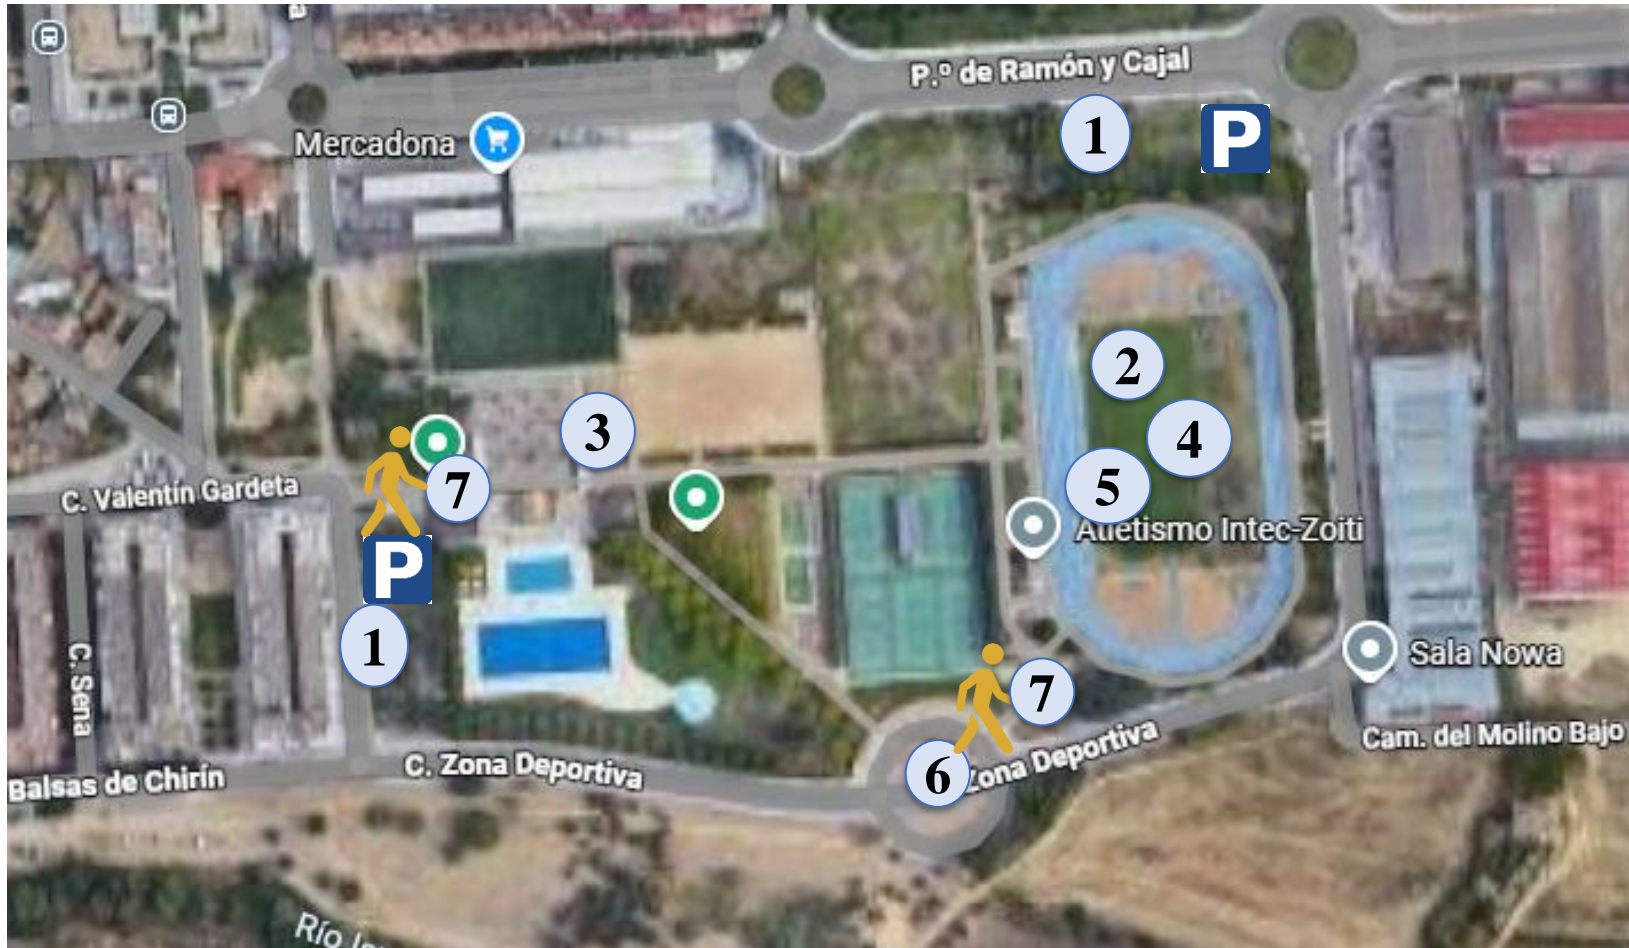 P.º de Ramón y Cajal
1
P
Mercadona
2
3
4
7
5
C. Valentín Gardeta
Atletismo Intec-Zoiti
P
1
C. Sena
Sala Nowa
7
Cam. del Molino Bajo
C. Zona Deportiva
6
Zona Deportiva
Balsas de Chirín
Río